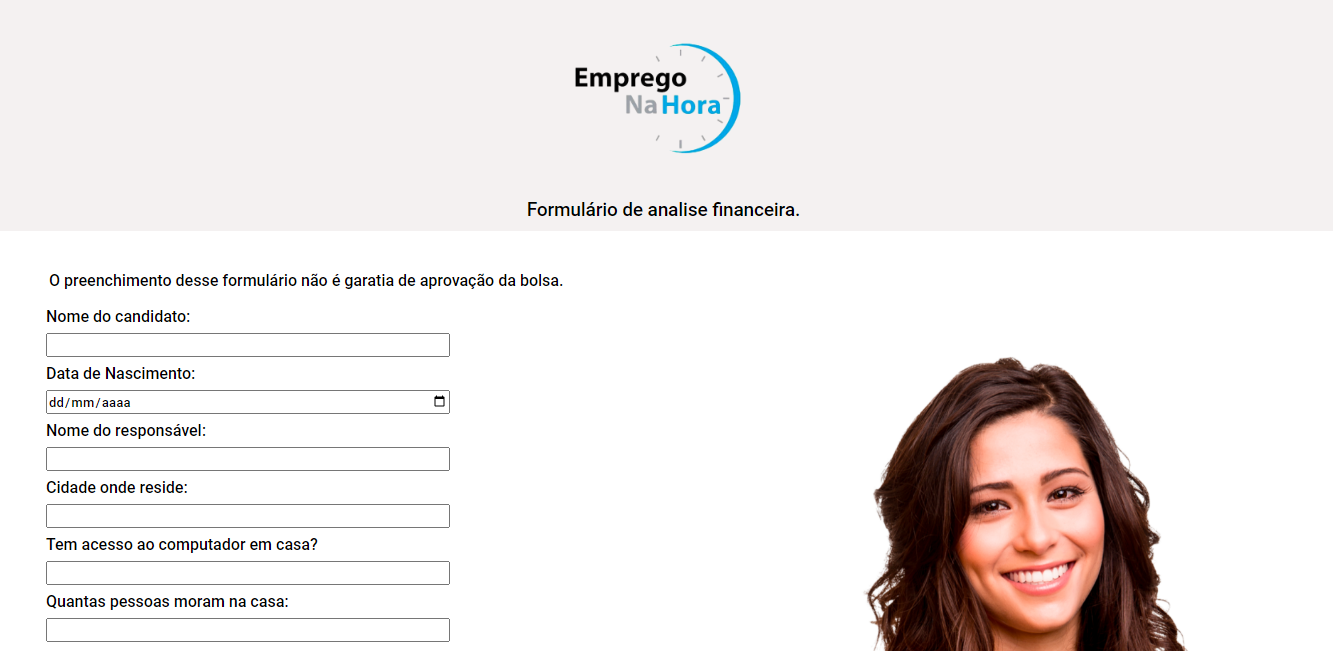 Emprego
Na Hora
Formulário de analise financeira.
O preenchimento desse formulário não é garatia de aprovação da bolsa.
Nome do candidato:
Data de Nascimento:
dd/mm/aaaa
Nome do responsável:
Cidade onde reside:
Tem acesso ao computador em casa?
Quantas pessoas moram na casa: